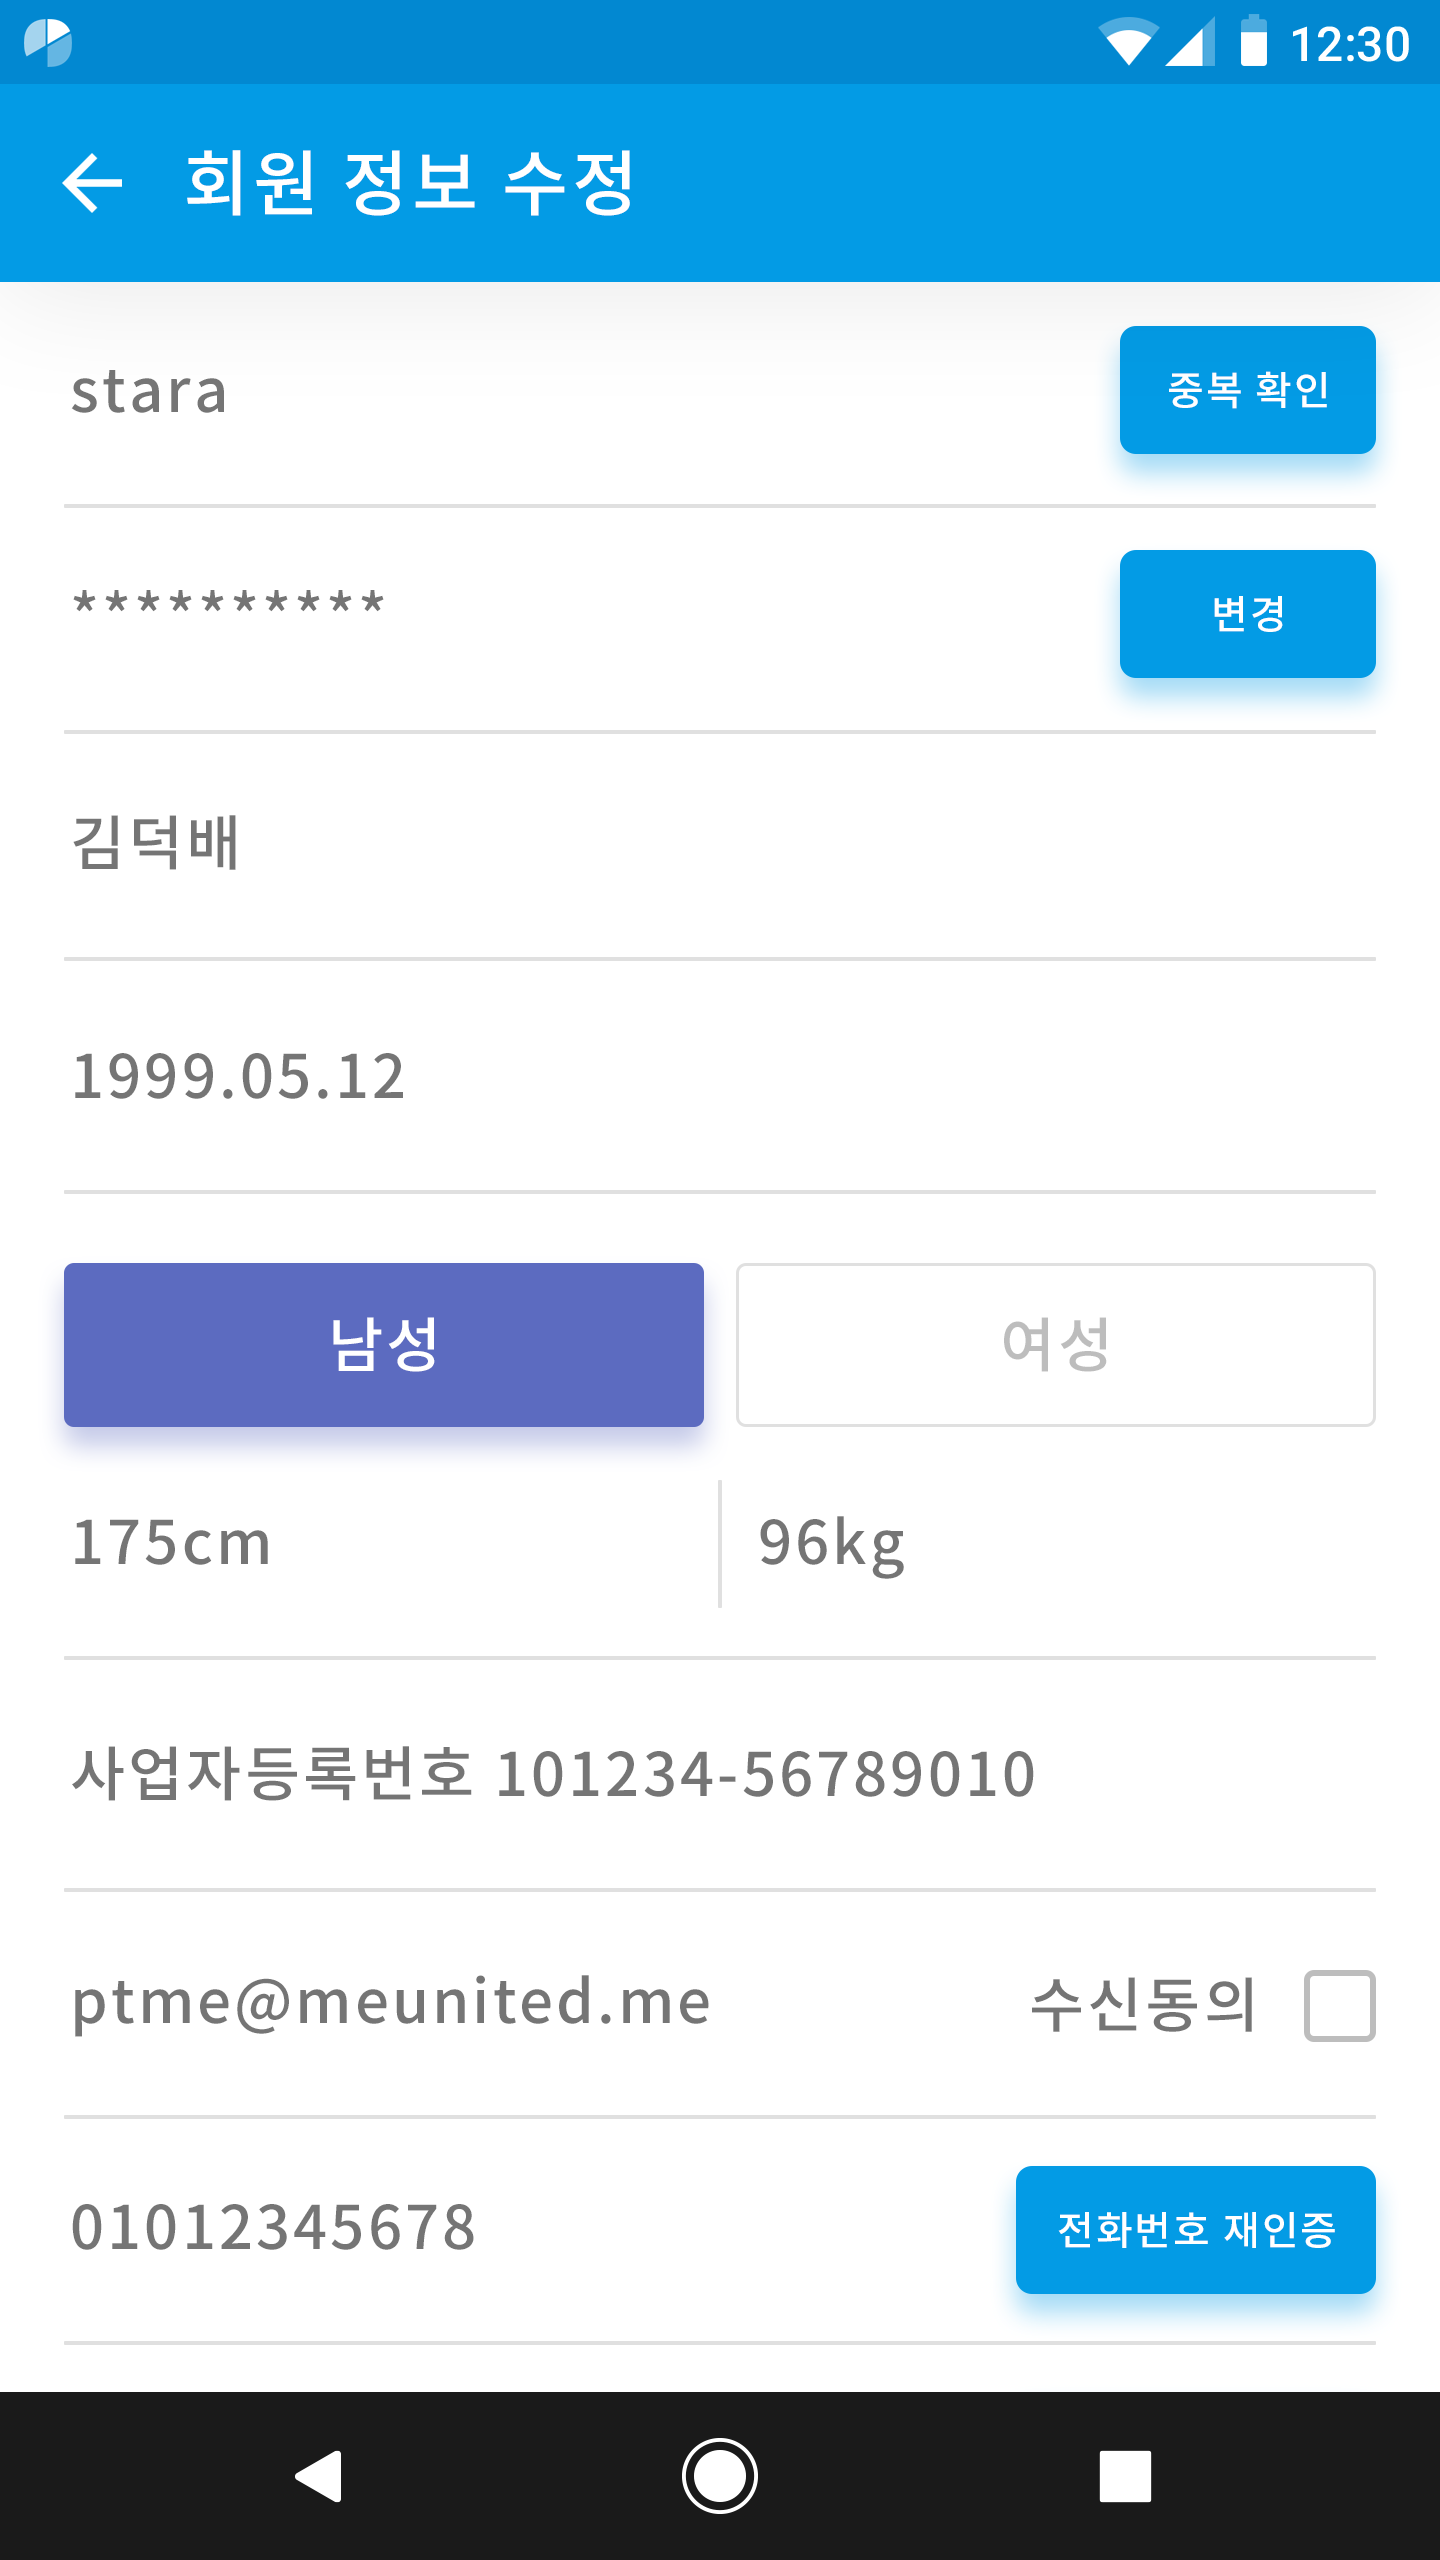 12:30
회원 정보 수정
stara
중복 확인
**********
변경
김덕배
1999.05.12
남성
여성
175cm
96kg
사업자등록번호 101234-56789010
ptme@meunited.me
수신동의
01012345678
전화번호 재인증